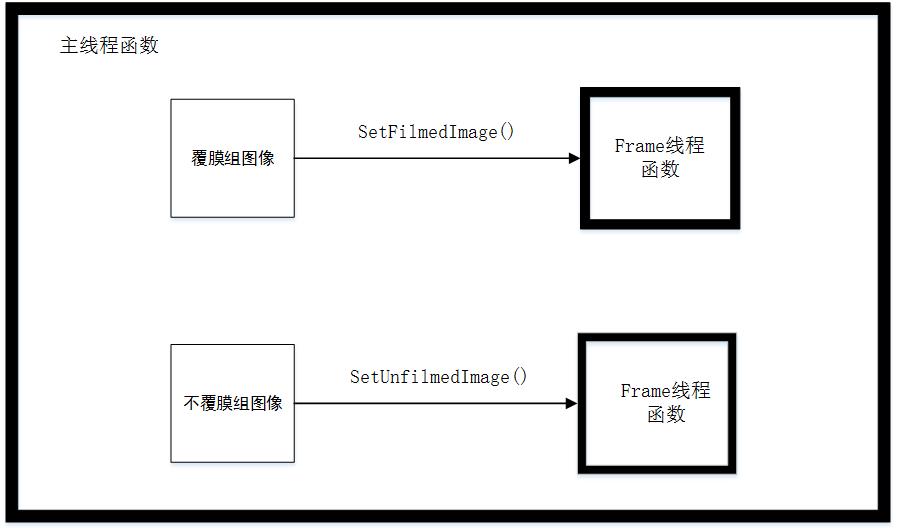 主线程函数
覆膜组图像
SetFilmedImage()
Frame线程
函数
不覆膜组图像
SetUnfilmedImage()
Frame线程
函数